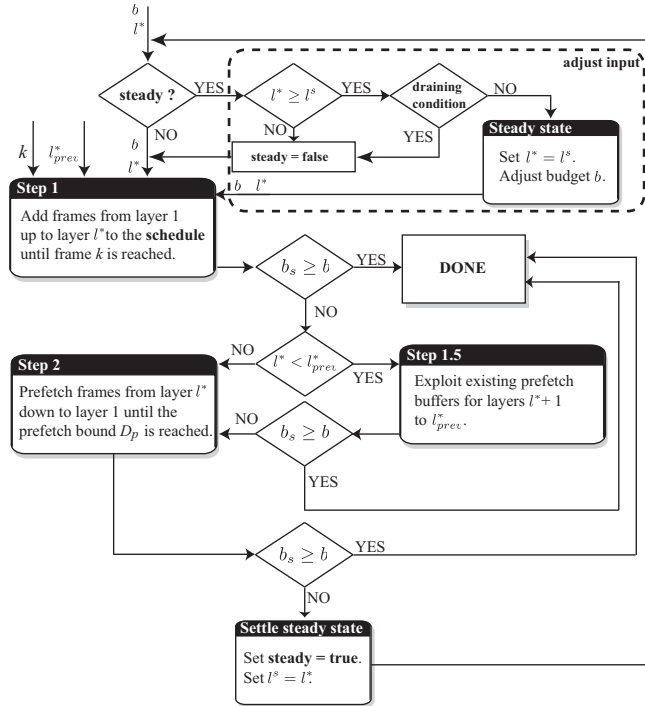 b
l*
adjust input
steady ?
YES
l* ≥ l^s
YES
draining
condition
NO
NO
NO
YES
k
l*_prev
b
l*
steady = false
Steady state
Set l* = l^s.
Adjust budget b.
b l*
Step 1
Add frames from layer 1
up to layer l* to the schedule
until frame k is reached.
b_s ≥ b
YES
DONE
NO
l* < l*_prev
NO
YES
Step 1.5
Exploit existing prefetch
buffers for layers l* + 1
to l*_prev.
Step 2
Prefetch frames from layer l*
down to layer 1 until the
prefetch bound D_p is reached.
NO
b_s ≥ b
YES
b_s ≥ b
YES
NO
Settle steady state
Set steady = true.
Set l^s = l*.